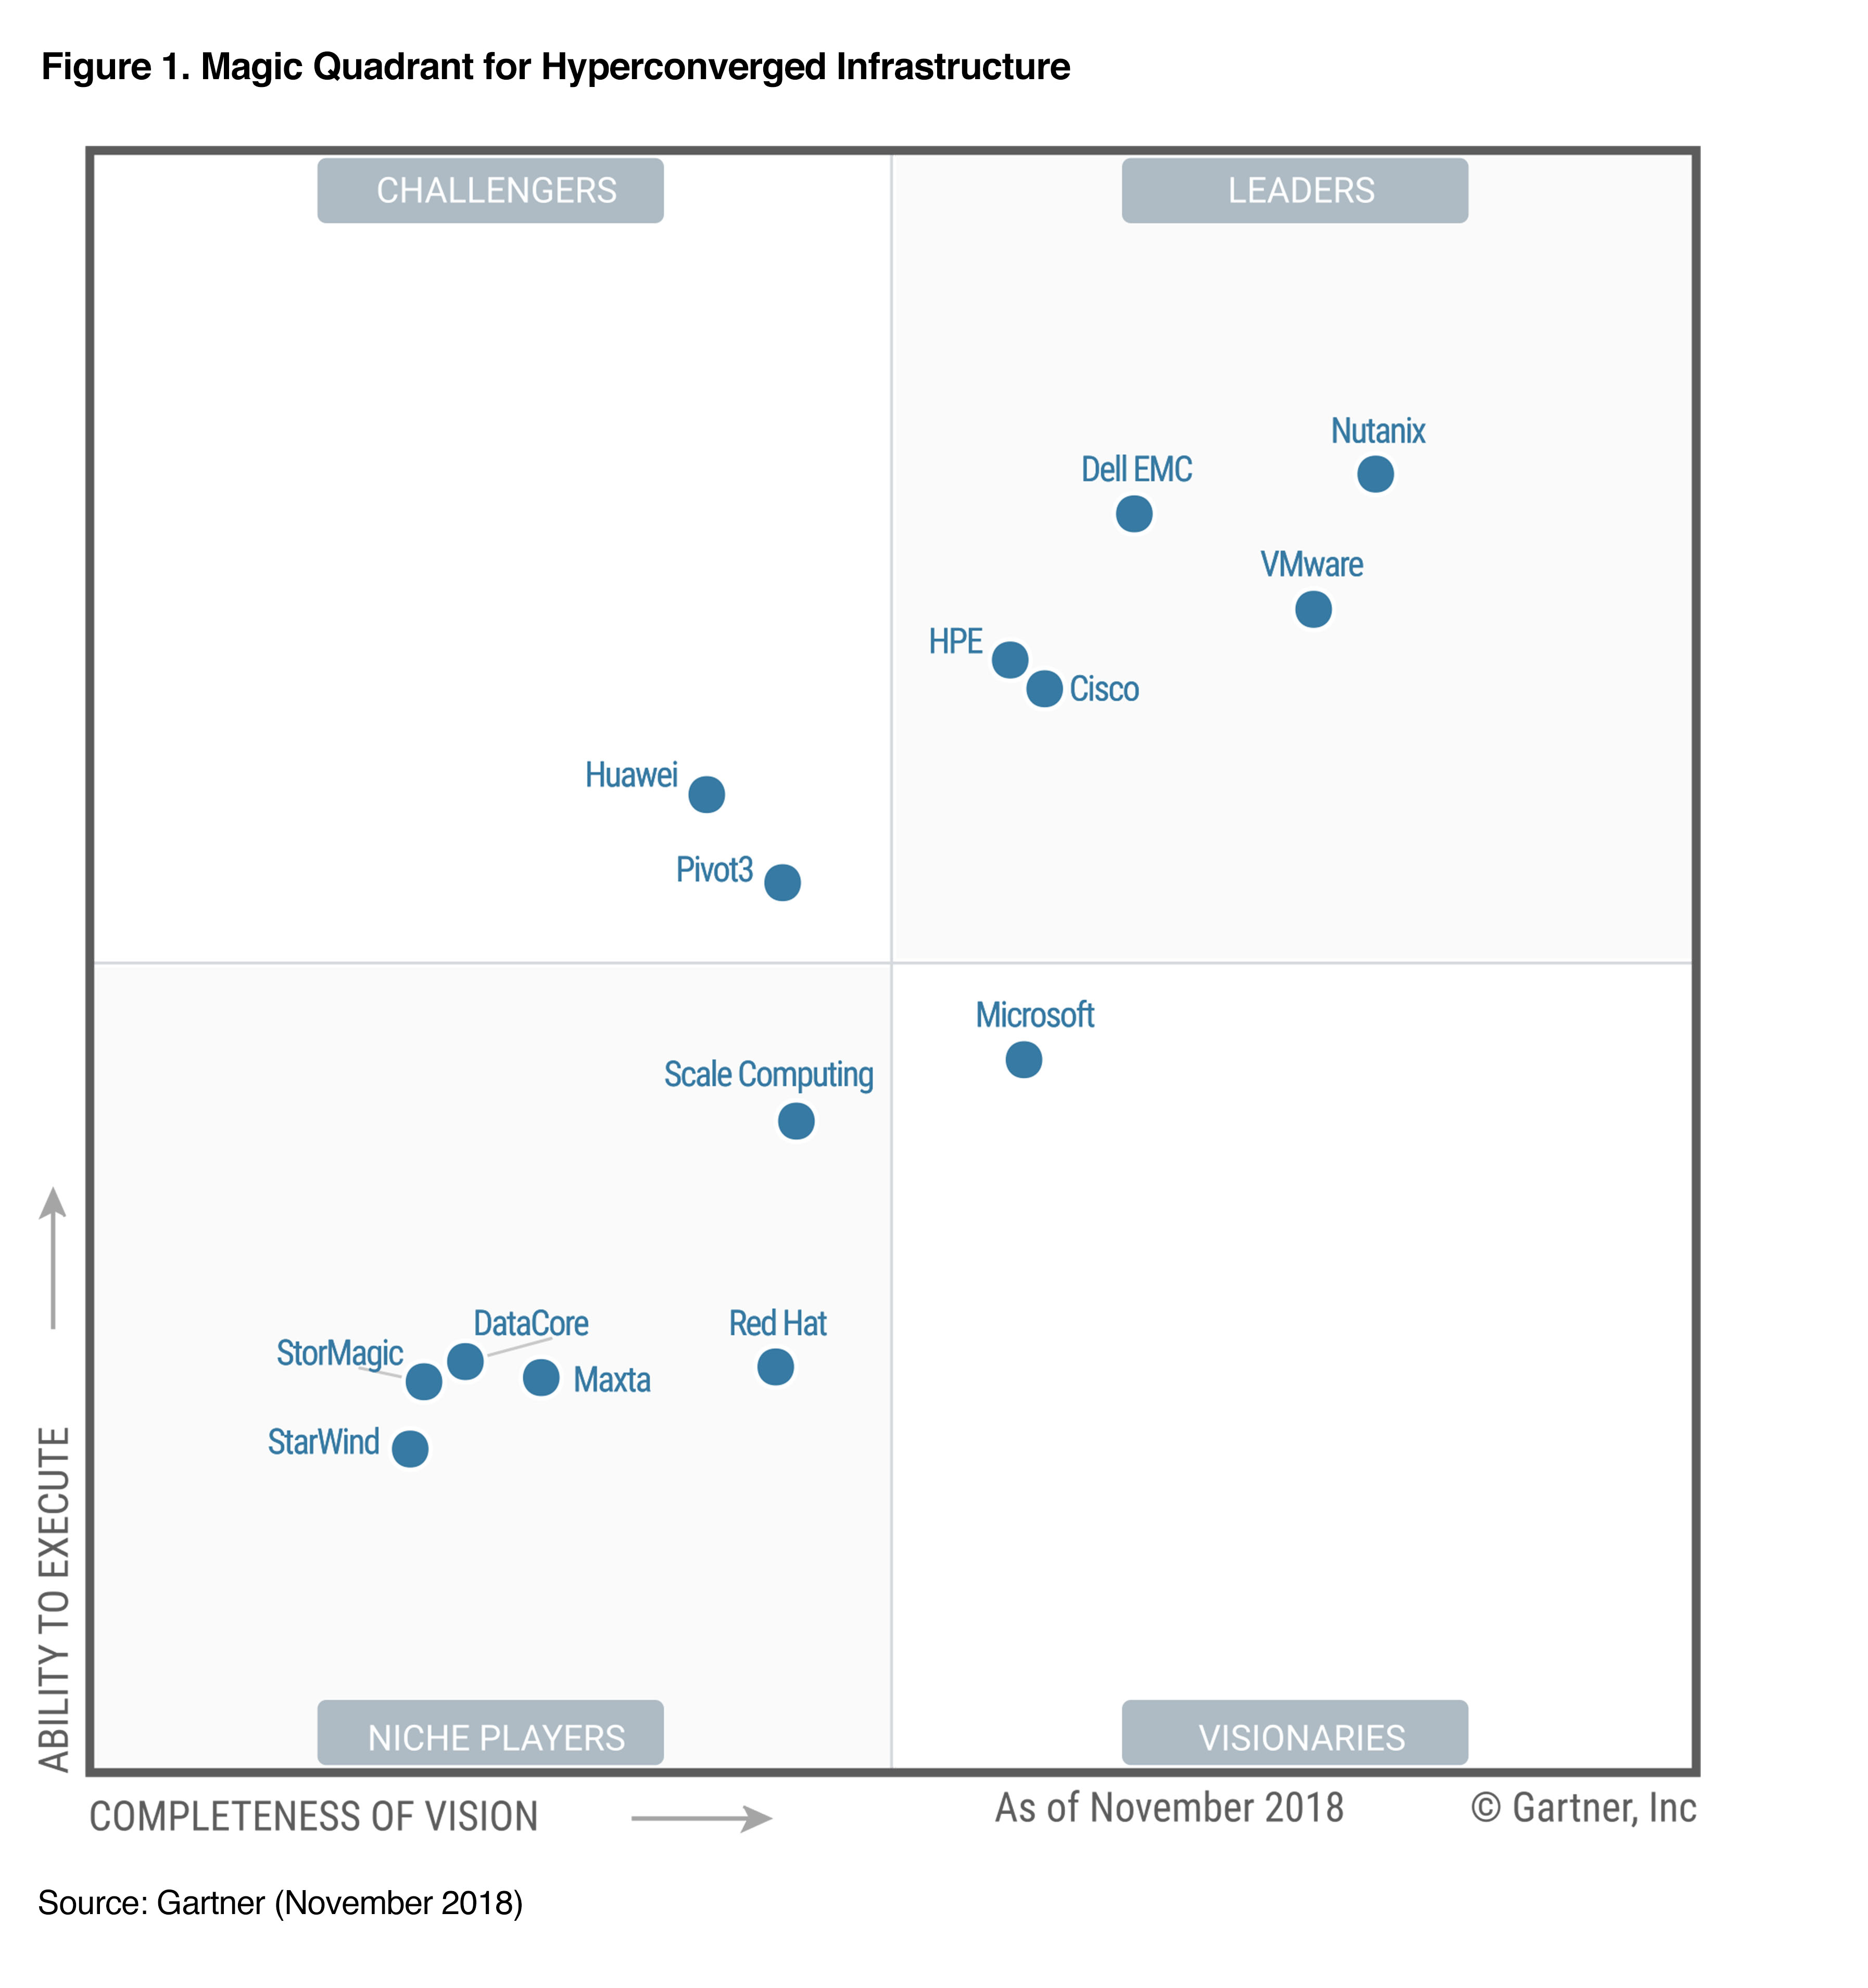 Figure 1. Magic Quadrant for Hyperconverged Infrastructure
CHALLENGERS
LEADERS
Nutanix
Dell EMC
VMware
HPE
Cisco
Huawei
Pivot3
Microsoft
Scale Computing
DataCore
Red Hat
StorMagic
Maxta
StarWind
NICHE PLAYERS
VISIONARIES
ABILITY TO EXECUTE
COMPLETENESS OF VISION
As of November 2018
© Gartner, Inc
Source: Gartner (November 2018)